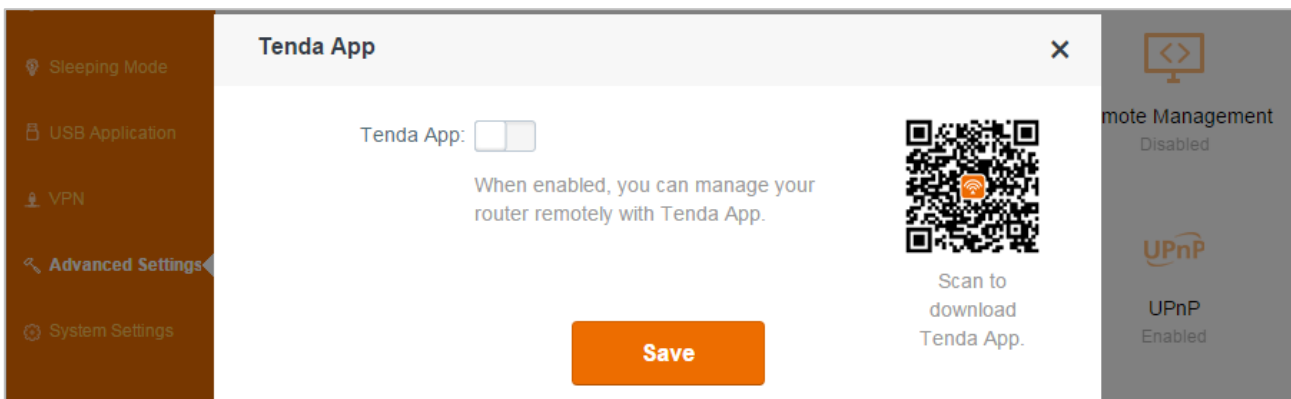 Sleeping Mode
USB Application
VPN
Advanced Settings
System Settings
Tenda App
Tenda App:
When enabled, you can manage your
router remotely with Tenda App.
Save
Scan to
download
Tenda App.
mote Management
Disabled
UPnP
UPnP
Enabled